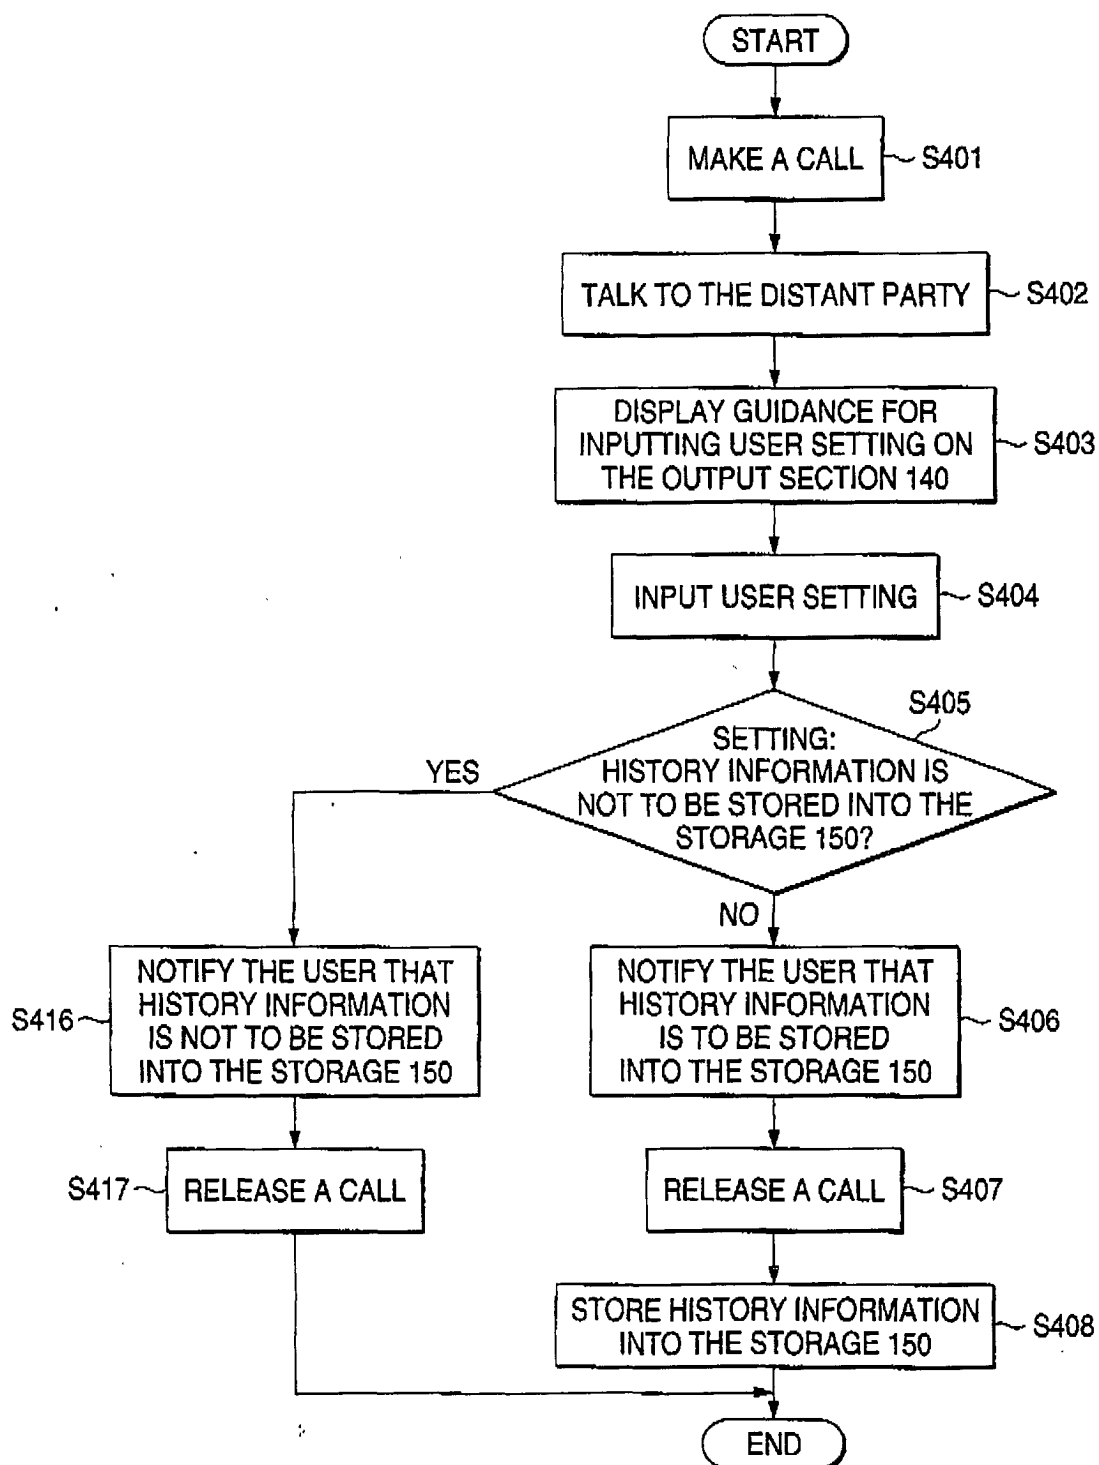 START
MAKE A CALL
S401
TALK TO THE DISTANT PARTY
S402
DISPLAY GUIDANCE FOR
INPUTTING USER SETTING ON
THE OUTPUT SECTION 140
S403
INPUT USER SETTING
S404
S405
SETTING:
HISTORY INFORMATION IS
NOT TO BE STORED INTO THE
STORAGE 150?
YES
NO
S416
NOTIFY THE USER THAT
HISTORY INFORMATION
IS NOT TO BE STORED
INTO THE STORAGE 150
NOTIFY THE USER THAT
HISTORY INFORMATION
IS TO BE STORED
INTO THE STORAGE 150
S406
S417
RELEASE A CALL
RELEASE A CALL
S407
STORE HISTORY INFORMATION
INTO THE STORAGE 150
S408
END